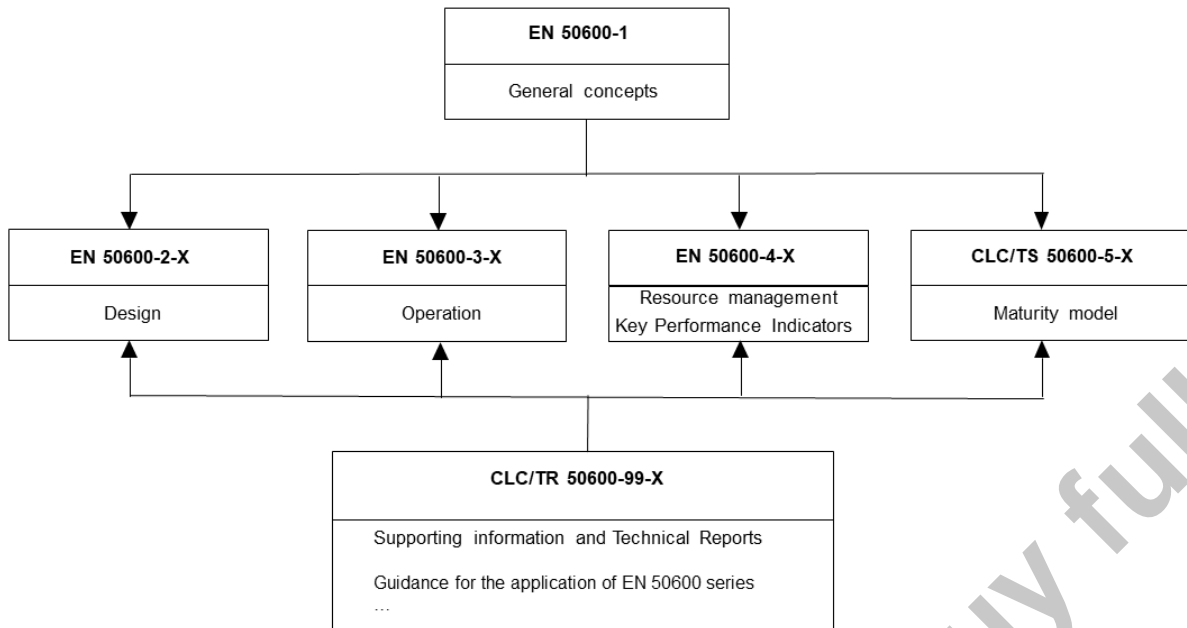 EN 50600-1
General concepts
EN 50600-2-X
EN 50600-3-X
EN 50600-4-X
CLC/TS 50600-5-X
Design
Operation
Resource management
Key Performance Indicators
Maturity model
CLC/TR 50600-99-X
Supporting information and Technical Reports
Guidance for the application of EN 50600 series
...